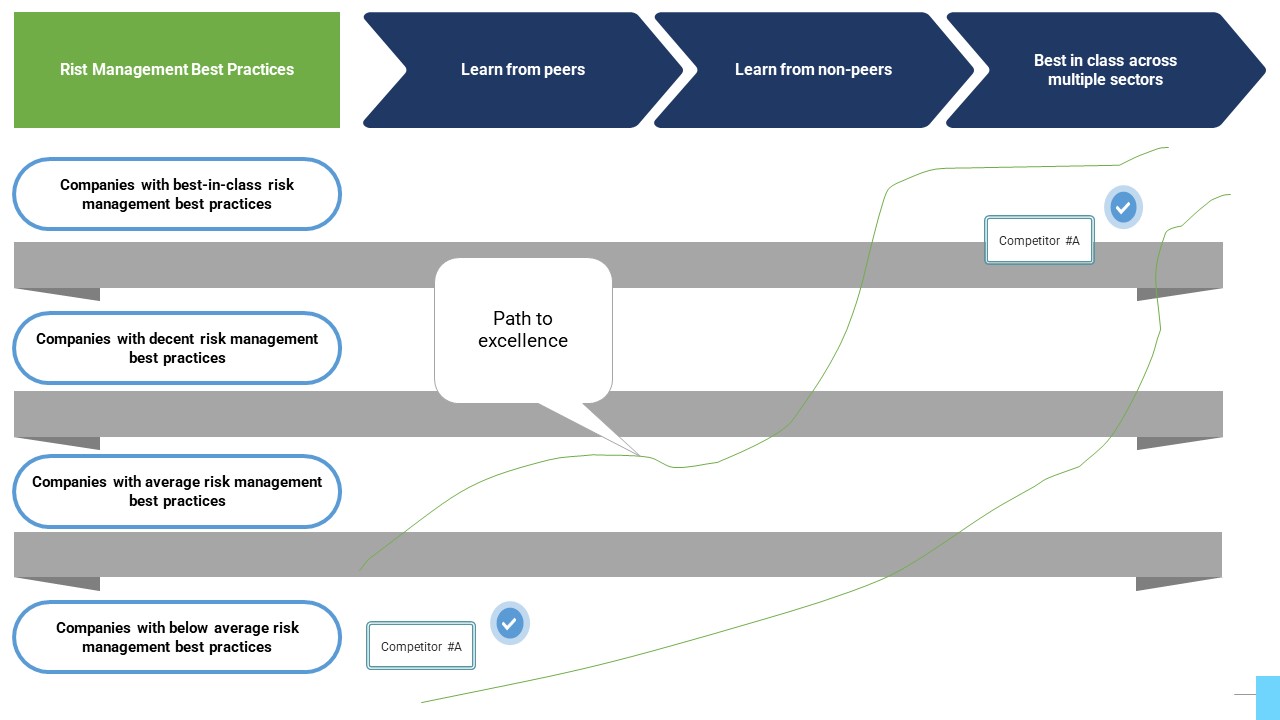 Rist Management Best Practices
Learn from peers
Learn from non-peers
Best in class across
multiple sectors
Companies with best-in-class risk
management best practices
Competitor #A
Path to
excellence
Companies with decent risk management
best practices
Companies with average risk management
best practices
Companies with below average risk
management best practices
Competitor #A